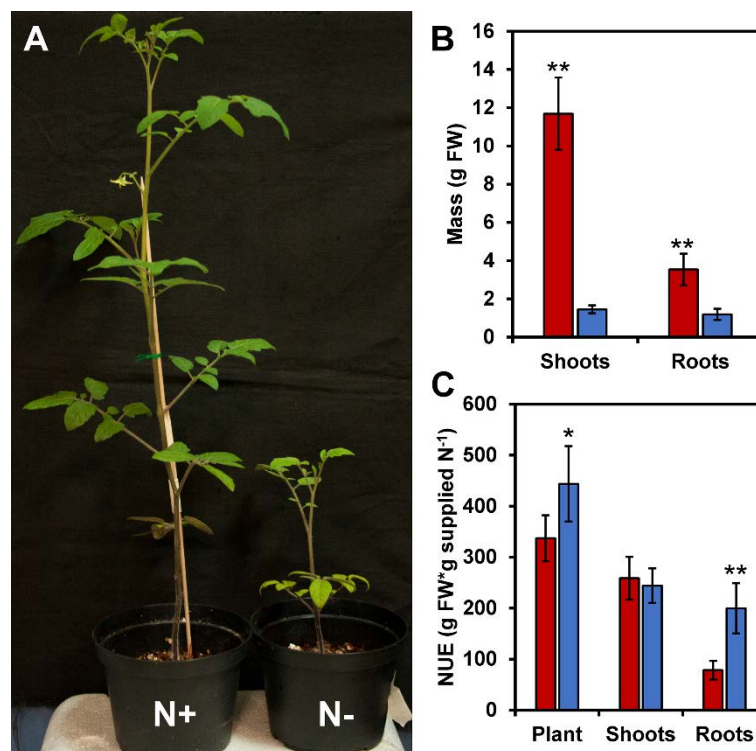 A
N+
N-
B
Mass (g FW)
16
14
12
10
8
6
4
2
0
**
**
Shoots Roots
C
NUE (g FW*g supplied N⁻¹)
600
500
400
300
200
100
0
*
**
Plant Shoots Roots